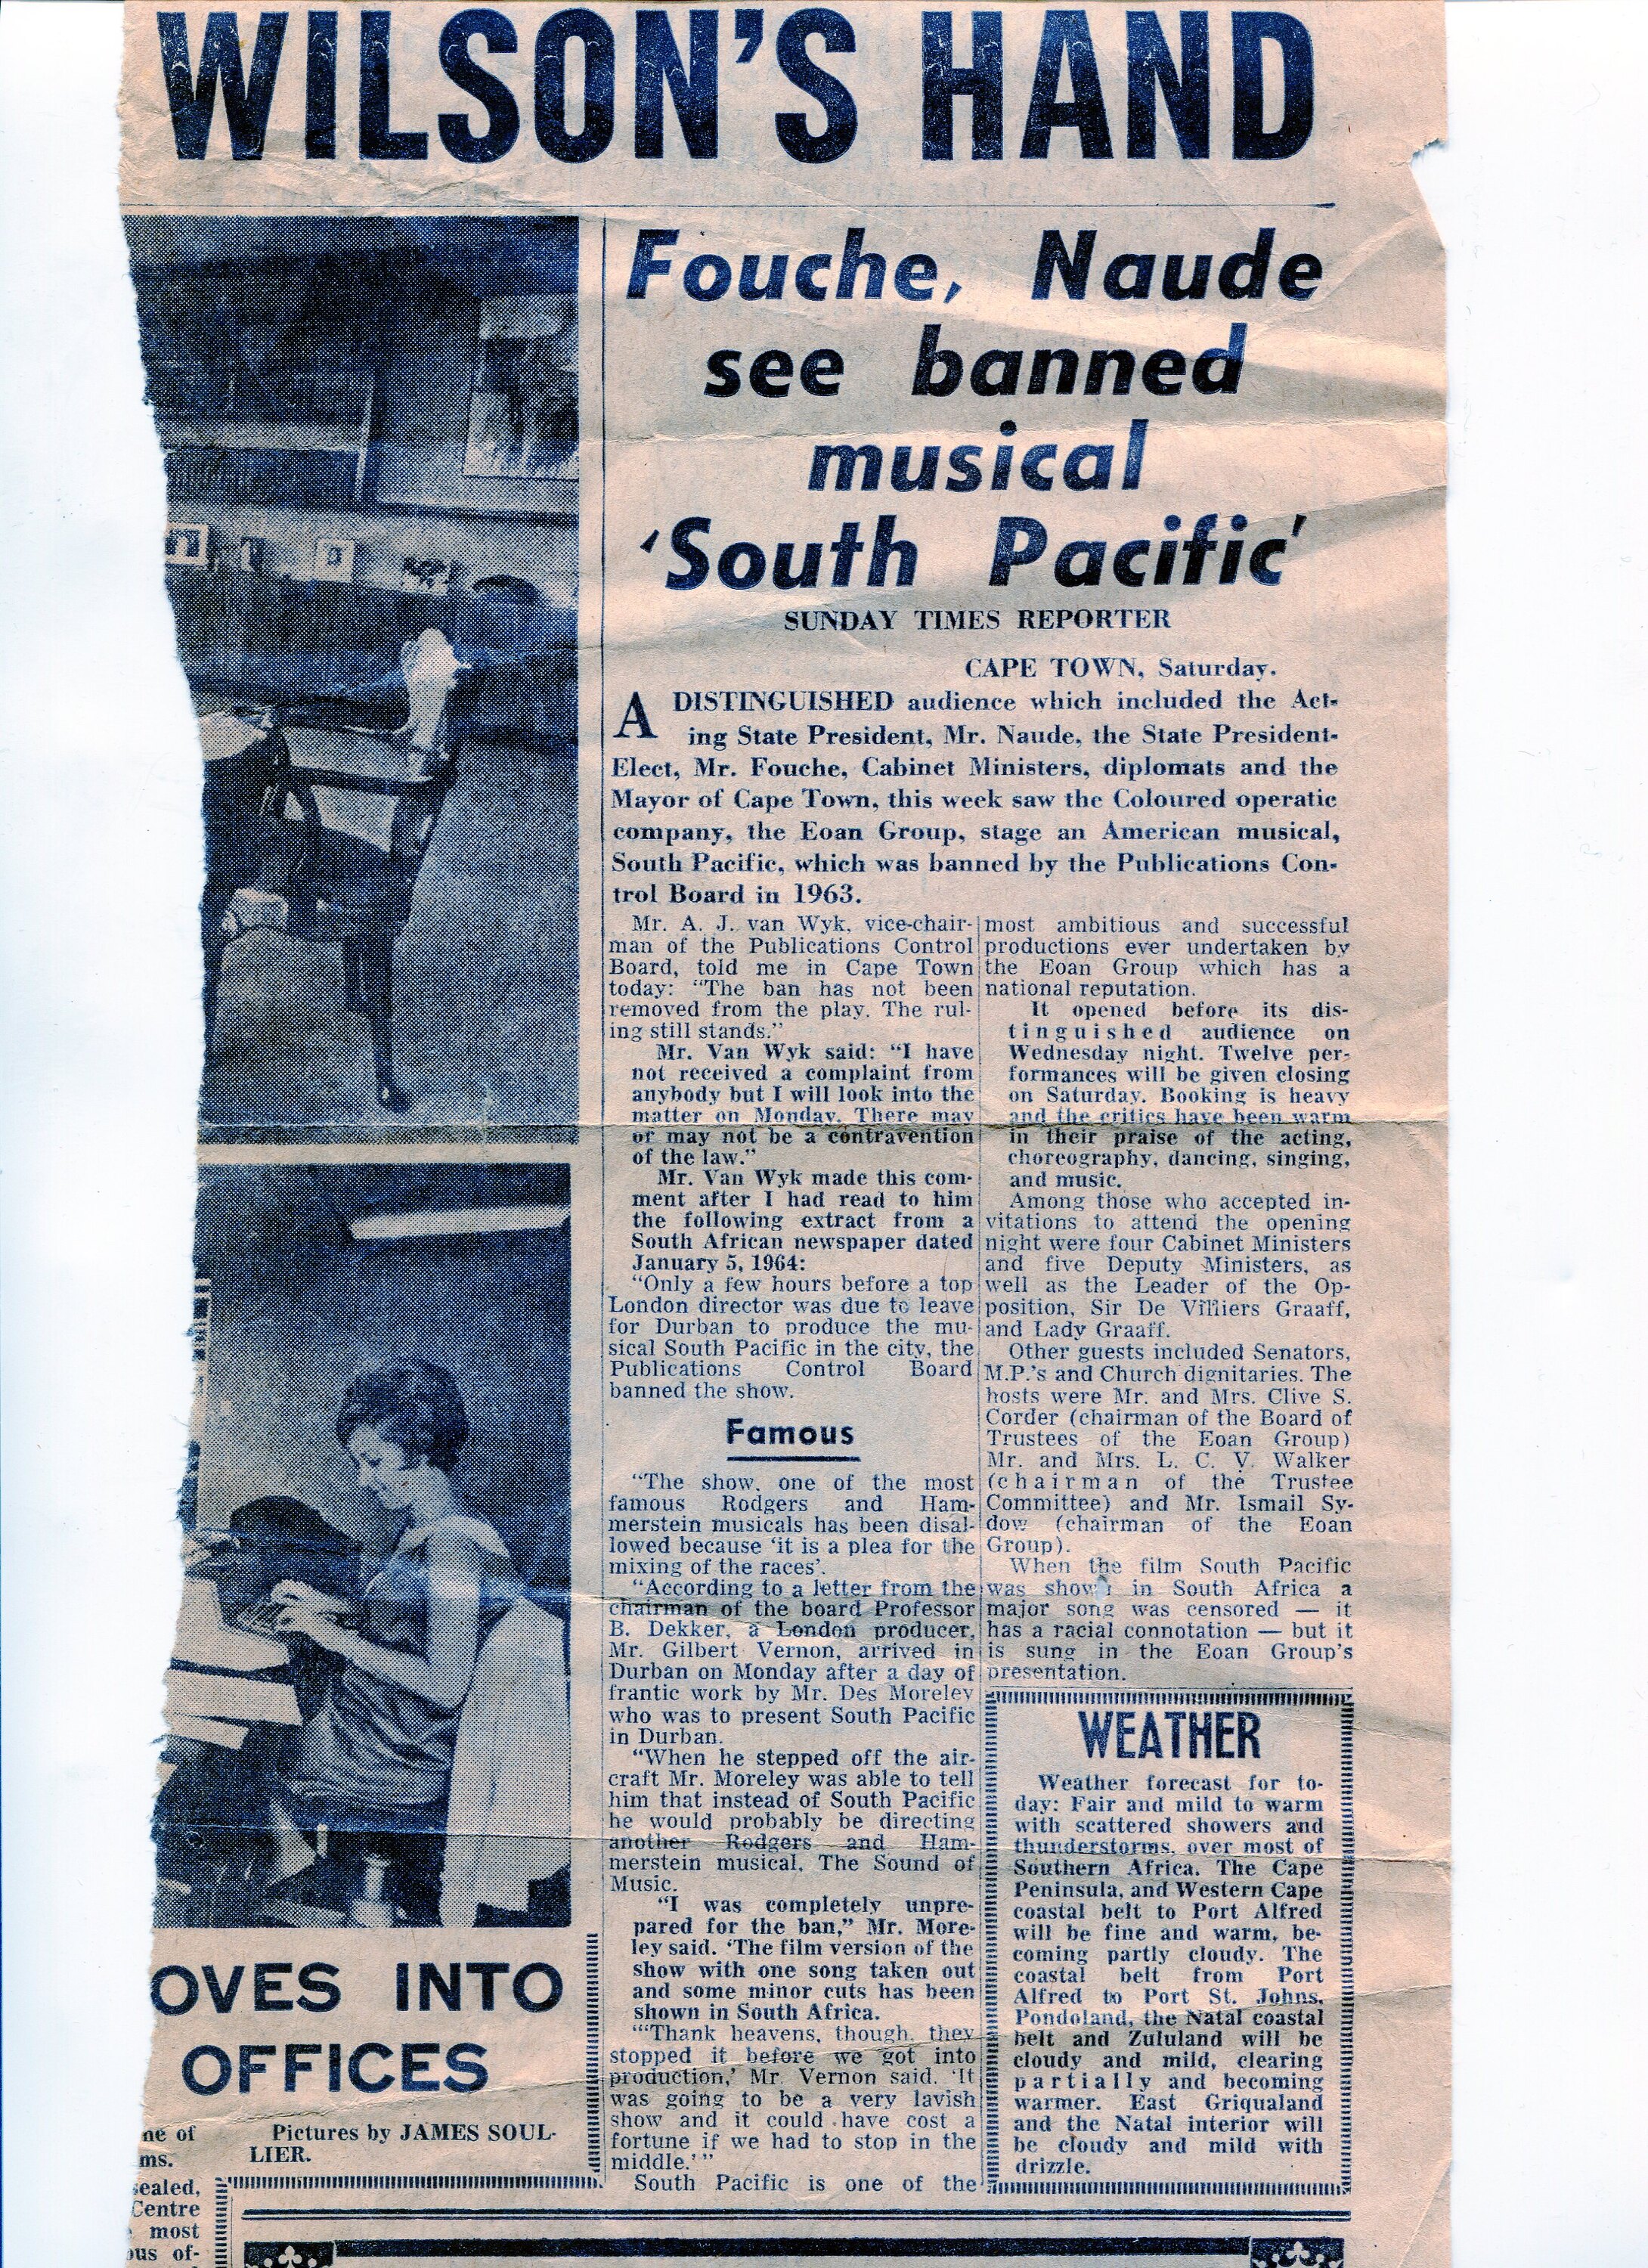 WILSON'S HAND
Fouche, Naude
see banned
musical
'South Pacific'
SUNDAY TIMES REPORTER
CAPE TOWN, Saturday.
A DISTINGUISHED audience which included the Act-
ing State President, Mr. Naude, the State President-
Elect, Mr. Fouche, Cabinet Ministers, diplomats and the
Mayor of Cape Town, this week saw the Coloured operatic
company, the Eoan Group, stage an American musical,
South Pacific, which was banned by the Publications Con-
trol Board in 1963.
Mr. A. J. van Wyk, vice-chair-
man of the Publications Control
Board, told me in Cape Town
today: "The ban has not been
removed from the play. The rul-
ing still stands."
Mr. Van Wyk said: "I have
not received a complaint from
anybody but I will look into the
matter on Monday. There may
or may not be a contravention
of the law."
Mr. Van Wyk made this com-
ment after I had read to him
the following extract from a
South African newspaper dated
January 5, 1964:
"Only a few hours before a top
London director was due to leave
for Durban to produce the mu-
sical South Pacific in the city, the
Publications Control Board
banned the show.
Famous
"The show, one of the most
famous Rodgers and Ham-
merstein musicals has been disal-
lowed because 'it is a plea for the
mixing of the races'.
"According to a letter from the
chairman of the board Professor
B. Dekker, a London producer,
Mr. Gilbert Vernon, arrived in
Durban on Monday after a day of
frantic work by Mr. Des Moreley
who was to present South Pacific
in Durban.
"When he stepped off the air-
craft Mr. Moreley was able to tell
him that instead of South Pacific
he would probably be directing
another Rodgers and Ham-
merstein musical, The Sound of
Music.
"I was completely unpre-
pared for the ban," Mr. More-
ley said. 'The film version of the
show with one song taken out
and some minor cuts has been
shown in South Africa.
"'Thank heavens, though, they
stopped it before we got into
production,' Mr. Vernon said. 'It
was going to be a very lavish
show and it could have cost a
fortune if we had to stop in the
middle.'"
South Pacific is one of the
most ambitious and successful
productions ever undertaken by
the Eoan Group which has a
national reputation.
It opened before its dis-
tinguished audience on
Wednesday night. Twelve per-
formances will be given closing
on Saturday. Booking is heavy
and the critics have been warm
in their praise of the acting,
choreography, dancing, singing,
and music.
Among those who accepted in-
vitations to attend the opening
night were four Cabinet Ministers
and five Deputy Ministers, as
well as the Leader of the Op-
position, Sir De Villiers Graaff,
and Lady Graaff.
Other guests included Senators,
M.P.'s and Church dignitaries. The
hosts were Mr. and Mrs. Clive S.
Corder (chairman of the Board of
Trustees of the Eoan Group)
Mr. and Mrs. L. C. V. Walker
(chairman of the Trustee
Committee) and Mr. Ismail Sy-
dow (chairman of the Eoan
Group).
When the film South Pacific
was shown in South Africa a
major song was censored — it
has a racial connotation — but it
is sung in the Eoan Group's
presentation.
WEATHER
Weather forecast for to-
day: Fair and mild to warm
with scattered showers and
thunderstorms, over most of
Southern Africa. The Cape
Peninsula, and Western Cape
coastal belt to Port Alfred
will be fine and warm, be-
coming partly cloudy. The
coastal belt from Port
Alfred to Port St. Johns,
Pondoland, the Natal coastal
belt and Zululand will be
cloudy and mild, clearing
partially and becoming
warmer. East Griqualand
and the Natal interior will
be cloudy and mild with
drizzle.
OVES INTO
OFFICES
Pictures by JAMES SOUL-
LIER.
ne of
ms.
sealed,
Centre
most
ous of-